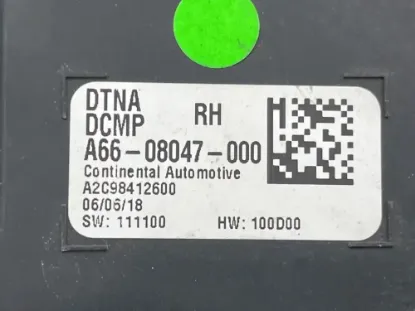 DTNA
DCMP RH
A66-08047-000
Continental Automotive
A2C98412600
06/06/18
SW: 111100 HW: 100D00